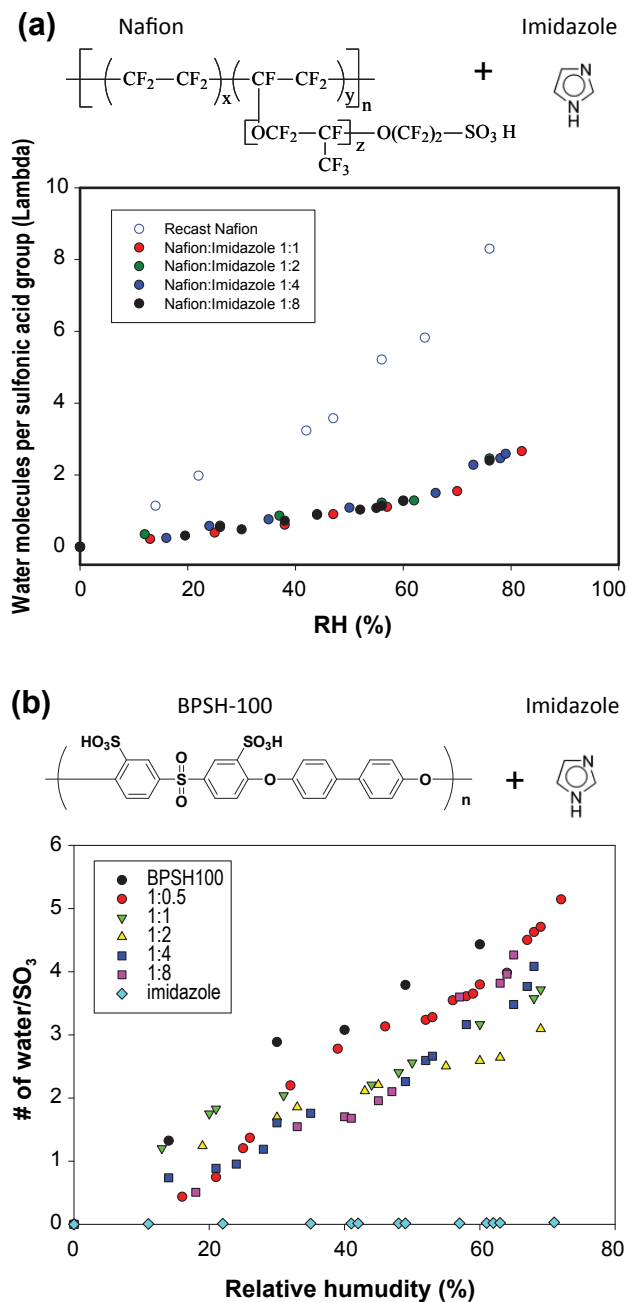 (a)
Nafion
Imidazole
CF2 CF2 x CF CF2 y n
+
N
N
H
OCF2 CF z O(CF2)2 SO3 H
CF3
Water molecules per sulfonic acid group (Lambda)
10
8
6
4
2
0
Recast Nafion
Nafion:Imidazole 1:1
Nafion:Imidazole 1:2
Nafion:Imidazole 1:4
Nafion:Imidazole 1:8
0 20 40 60 80 100
RH (%)
(b)
BPSH-100
Imidazole
HO3S
SO3H
O
S
O
O
O
n
+
N
N
H
# of water/SO3
6
5
4
3
2
1
0
BPSH100
1:0.5
1:1
1:2
1:4
1:8
imidazole
0 20 40 60 80
Relative humudity (%)